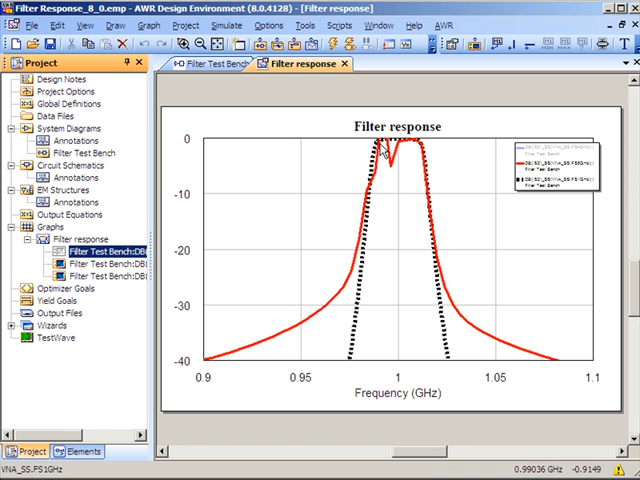 Filter Response_8_0.emp - AWR Design Environment (8.0.4128) - [Filter response]
File Edit View Draw Graph Project Simulate Options Tools Scripts Window Help AWR
Project
Filter Test Bench
Filter response
Design Notes
Project Options
Global Definitions
Data Files
System Diagrams
Annotations
Filter Test Bench
Circuit Schematics
Annotations
EM Structures
Annotations
Output Equations
Graphs
Filter response
Filter Test Bench:DB(
Filter Test Bench:DB(
Filter Test Bench:DB(
Optimizer Goals
Yield Goals
Output Files
Wizards
TestWave
Project Elements
Filter response
0
-10
-20
-30
-40
0.9 0.95 1 1.05 1.1
Frequency (GHz)
Filter Test Bench
Filter Test Bench
Filter Test Bench
VNA_SS.FS1GHz
0.99036 GHz -0.9149